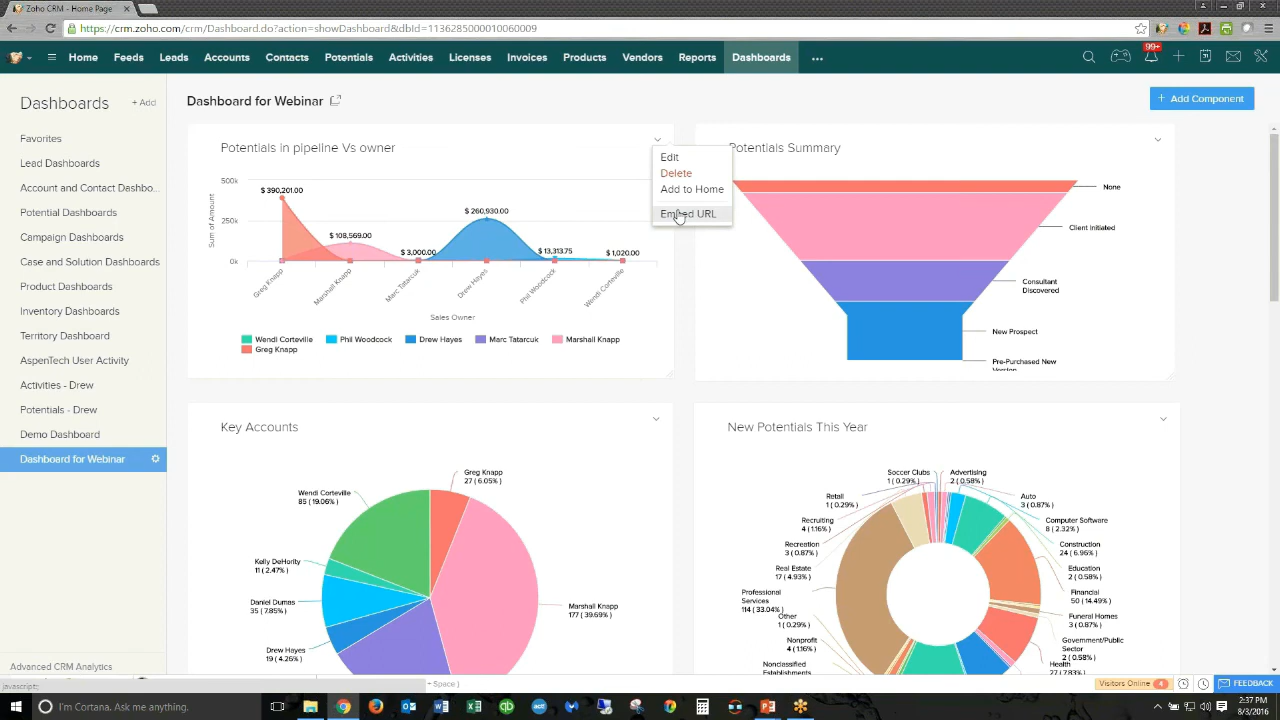 Zoho CRM - Home Page
https://crm.zoho.com/crm/Dashboard.do?action=showDashboard&dbId=1136285000010060009
Home Feeds Leads Accounts Contacts Potentials Activities Licenses Invoices Products Vendors Reports Dashboards
99+
Dashboards
+ Add
Favorites
Lead Dashboards
Account and Contact Dashbo...
Potential Dashboards
Campaign Dashboards
Case and Solution Dashboards
Product Dashboards
Inventory Dashboards
Territory Dashboard
AspenTech User Activity
Activities - Drew
Potentials - Drew
Demo Dashboard
Dashboard for Webinar
Advanced CRM Analytics
Dashboard for Webinar
+ Add Component
Potentials in pipeline Vs owner
Edit
Delete
Add to Home
Embed URL
500k
250k
0k
Sum of Amount
$ 390,201.00
$ 108,569.00
$ 3,000.00
$ 260,930.00
$ 13,313.75
$ 1,020.00
Greg Knapp
Marshall Knapp
Marc Tatarcuk
Drew Hayes
Phil Woodcock
Wendi Corteville
Sales Owner
Wendi Corteville Phil Woodcock Drew Hayes Marc Tatarcuk Marshall Knapp
Greg Knapp
Potentials Summary
None
Client Initiated
Consultant
Discovered
New Prospect
Pre-Purchased New
Version
Key Accounts
Greg Knapp
27 ( 6.05%)
Wendi Corteville
85 (19.06%)
Kelly DeHority
11 ( 2.47%)
Daniel Dumas
35 ( 7.85%)
Drew Hayes
19 ( 4.26%)
Marshall Knapp
177 ( 39.69%)
New Potentials This Year
Soccer Clubs
1 ( 0.29%)
Advertising
2 ( 0.58%)
Retail
1 ( 0.29%)
Auto
3 ( 0.87%)
Recruiting
4 ( 1.16%)
Computer Software
8 ( 2.32%)
Recreation
3 ( 0.87%)
Construction
24 ( 6.96%)
Real Estate
17 ( 4.93%)
Education
2 ( 0.58%)
Professional
Services
114 ( 33.04%)
Financial
50 ( 14.49%)
Other
1 ( 0.29%)
Funeral Homes
3 ( 0.87%)
Nonprofit
4 ( 1.16%)
Government/Public
Sector
2 ( 0.58%)
Nonclassified
Establishments
Health
27 ( 7.83%)
javascript:;
+ Space )
Visitors Online 4
FEEDBACK
I'm Cortana. Ask me anything.
2:37 PM
8/3/2016